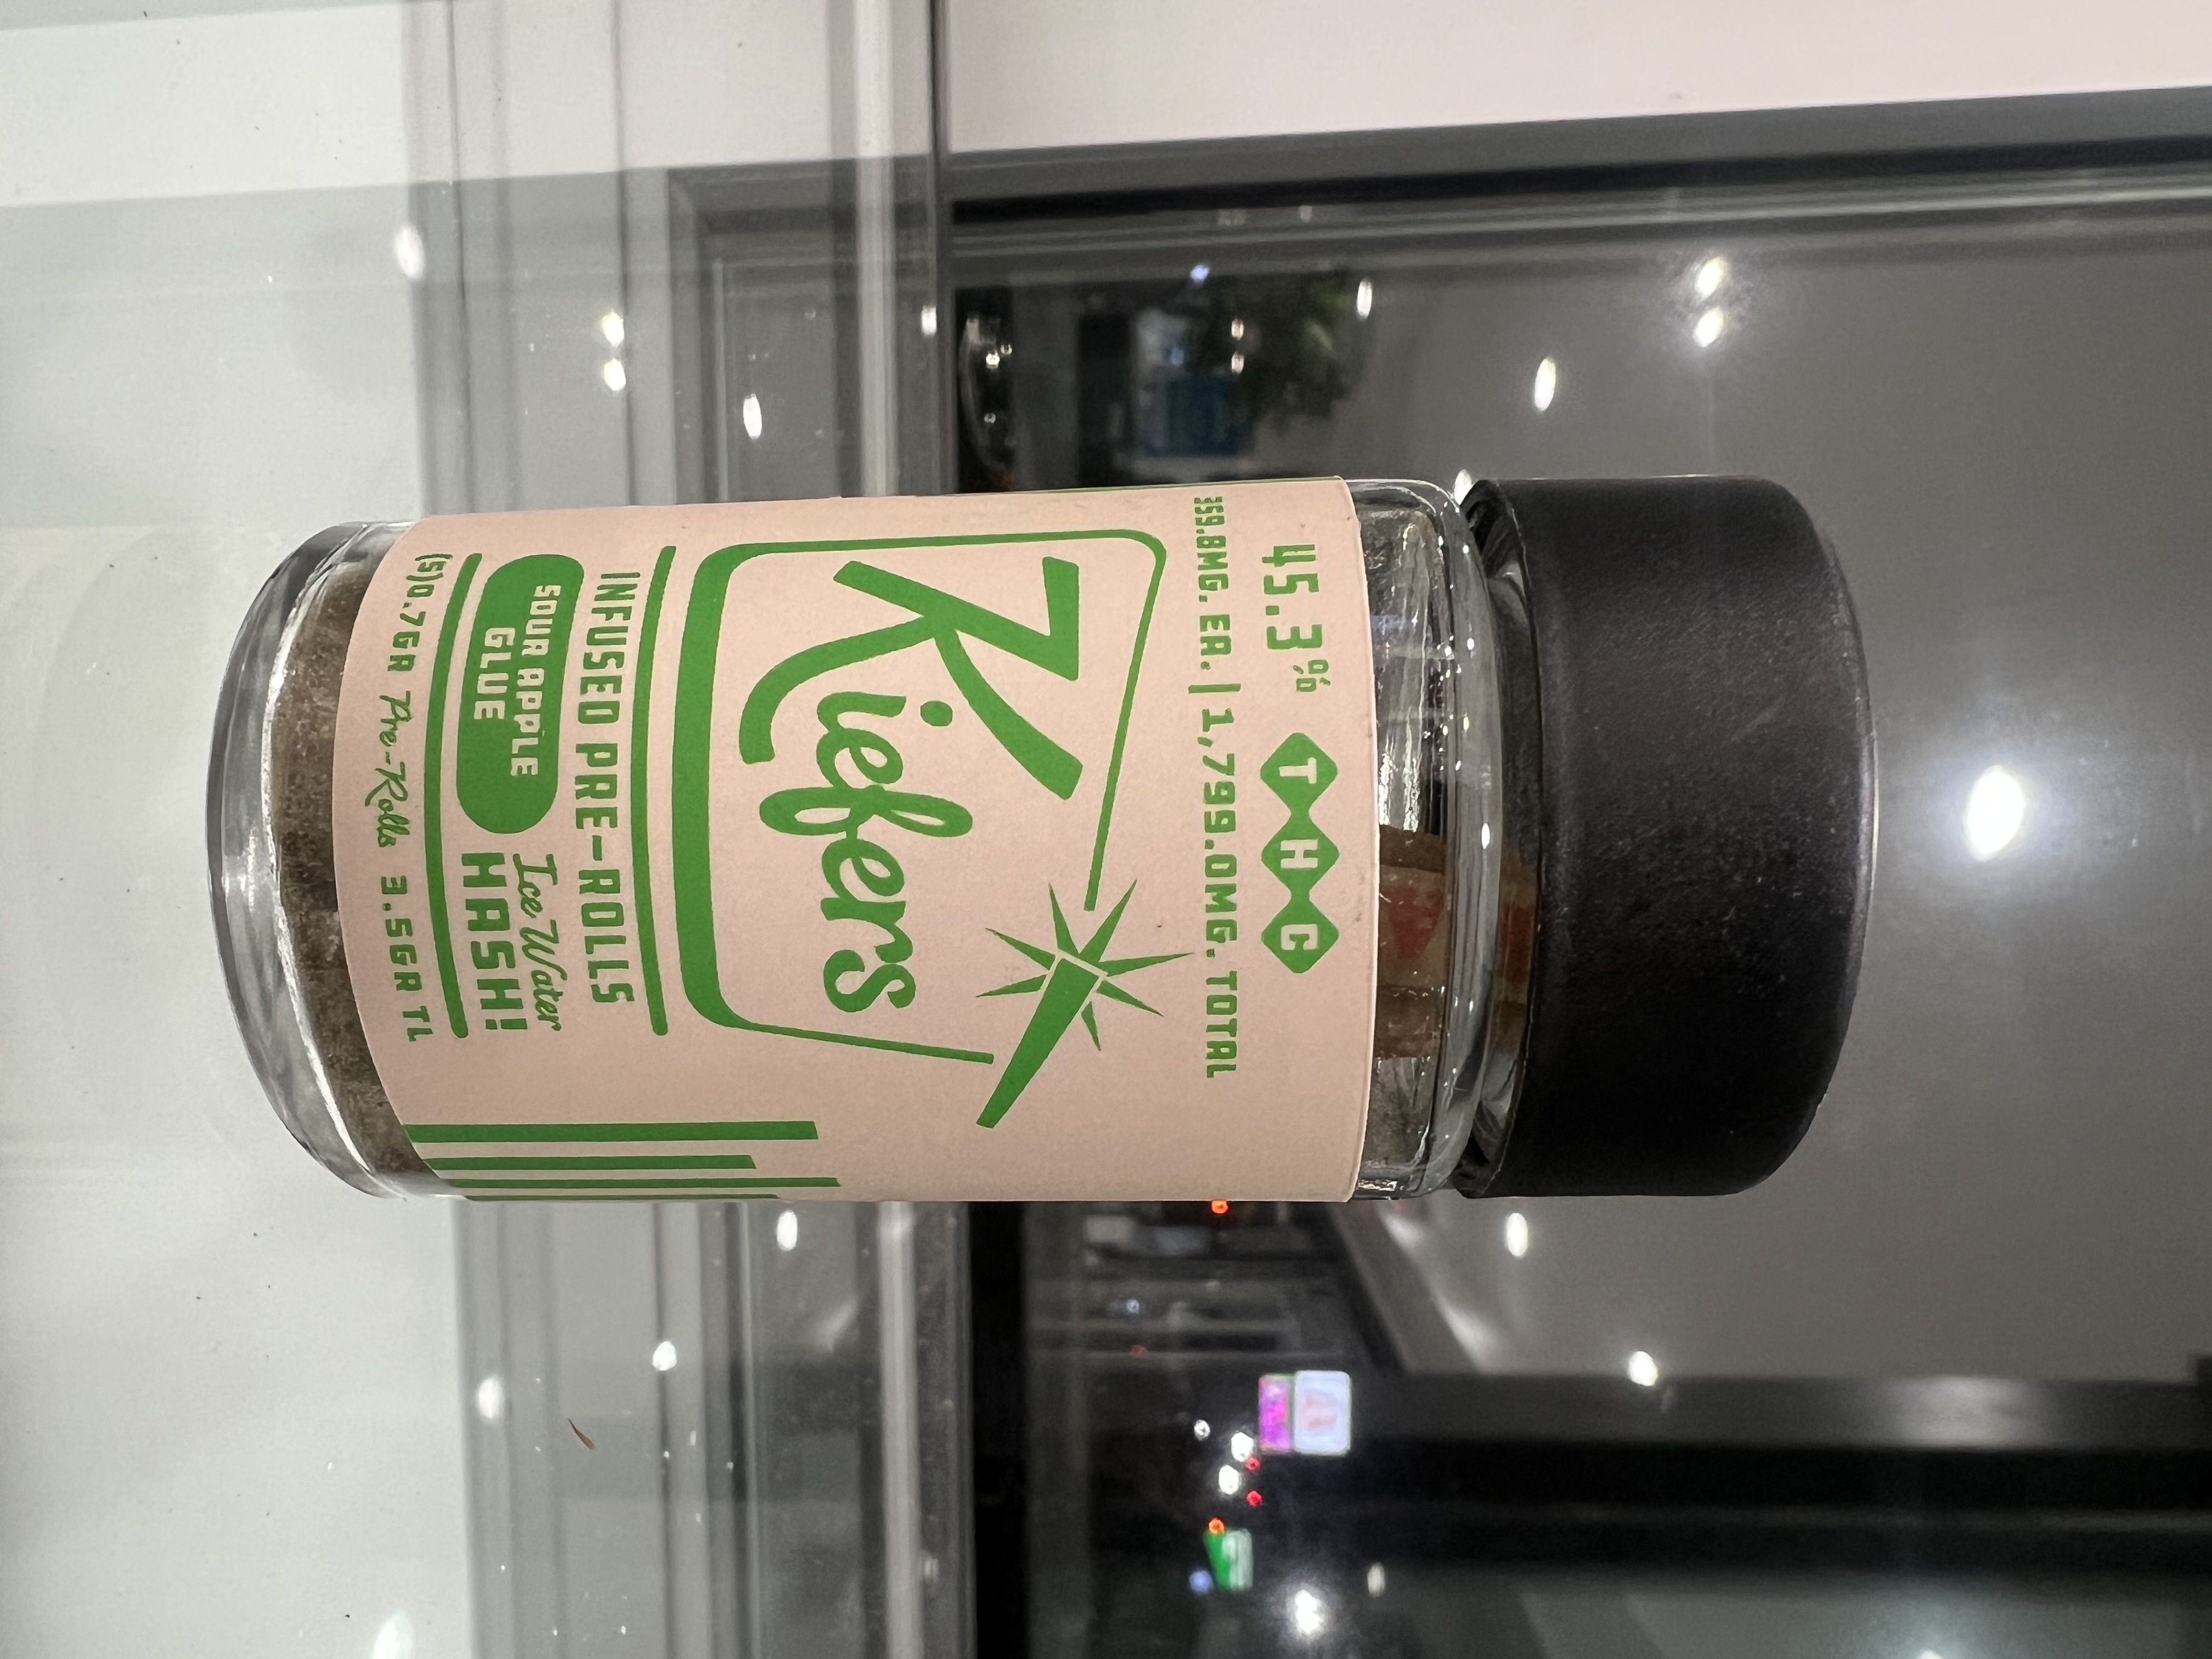 45.3% THC
359.8MG. EA. | 1,799.0MG. TOTAL
Kiefers
INFUSED PRE-ROLLS
SOUR APPLE
GLUE
Ice Water
HASH!
(5)0.7GR Pre-Rolls 3.5GR TL